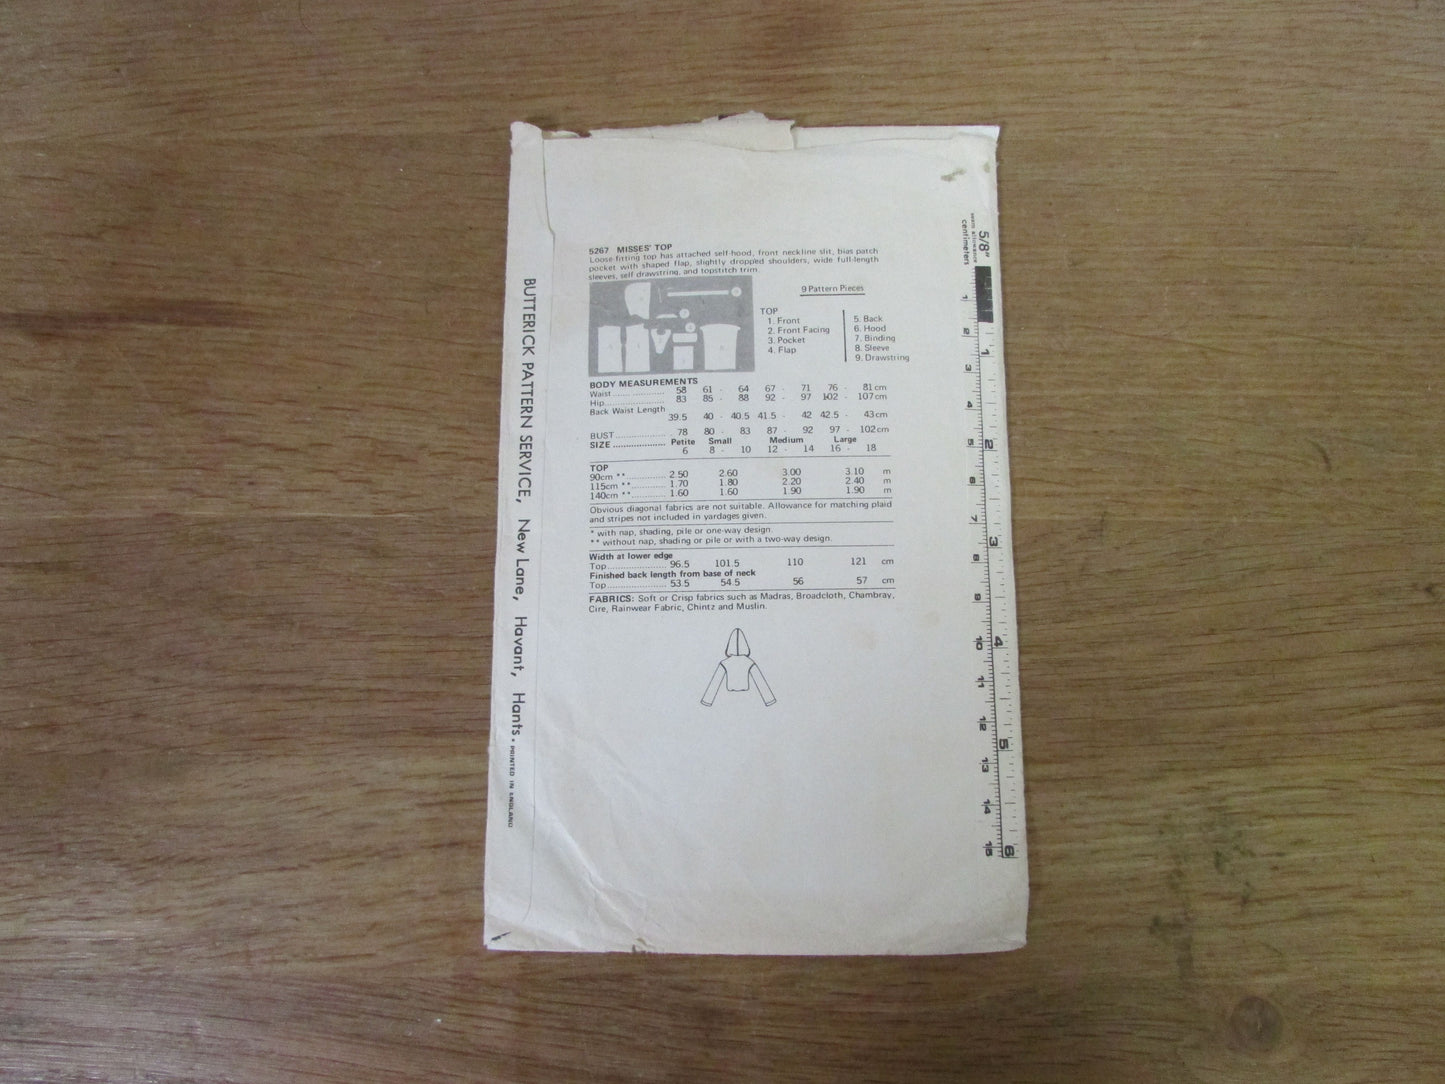 5267 MISSES' TOP
Loose fitting top has attached self-hood, front neckline slit, bias patch
pocket with shaped flap, slightly dropped shoulders, wide full-length
sleeves, self drawstring, and topstitch trim.
9 Pattern Pieces
TOP
1. Front
2. Front Facing
3. Pocket
4. Flap
5. Back
6. Hood
7. Binding
8. Sleeve
9. Drawstring
BODY MEASUREMENTS
Waist.................. 58 61 - 64 67 - 71 76 - 81 cm
Hip.................. 83 85 - 88 92 - 97 102 - 107 cm
Back Waist Length
39.5 40 - 40.5 41.5 - 42 42.5 - 43 cm
BUST.................. 78 80 - 83 87 - 92 97 - 102 cm
SIZE .................. Petite Small Medium Large
6 8 - 10 12 - 14 16 - 18
TOP
90cm **............ 2.50 2.60 3.00 3.10 m
115cm **............ 1.70 1.80 2.20 2.40 m
140cm **............ 1.60 1.60 1.90 1.90 m
Obvious diagonal fabrics are not suitable. Allowance for matching plaid
and stripes not included in yardages given.
* with nap, shading, pile or one-way design.
** without nap, shading or pile or with a two-way design.
Width at lower edge
Top.................. 96.5 101.5 110 121 cm
Finished back length from base of neck
Top.................. 53.5 54.5 56 57 cm
FABRICS: Soft or Crisp fabrics such as Madras, Broadcloth, Chambray,
Cire, Rainwear Fabric, Chintz and Muslin.
BUTTERICK PATTERN SERVICE, New Lane, Havant, Hants. • PRINTED IN ENGLAND
5/8"
seam allowance
centimeters
1 2 3 4 5 6 7 8 9 10 11 12 13 14 15
1 2 3 4 5 6